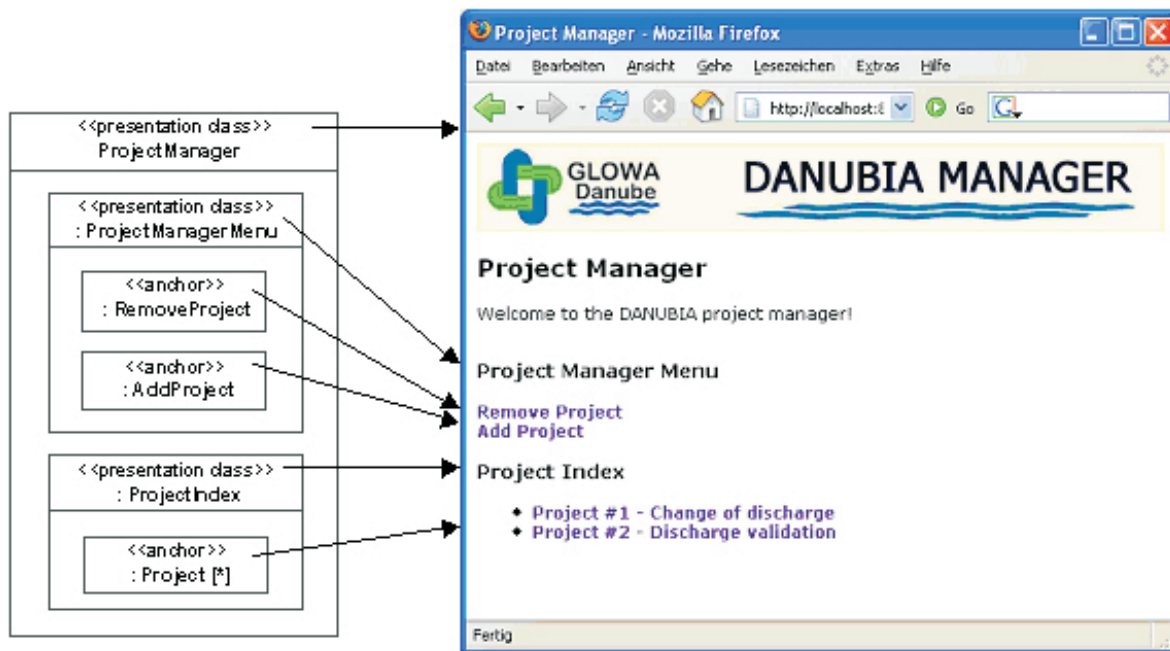 <<presentation class>>
ProjectManager
<<presentation class>>
: ProjectManagerMenu
<<anchor>>
: RemoveProject
<<anchor>>
: AddProject
<<presentation class>>
: ProjectIndex
<<anchor>>
: Project [*]
Project Manager - Mozilla Firefox
Datei Bearbeiten Ansicht Gehe Lesezeichen Extras Hilfe
http://localhost:8 Go G
GLOWA
Danube
DANUBIA MANAGER
Project Manager
Welcome to the DANUBIA project manager!
Project Manager Menu
Remove Project
Add Project
Project Index
Project #1 - Change of discharge
Project #2 - Discharge validation
Fertig